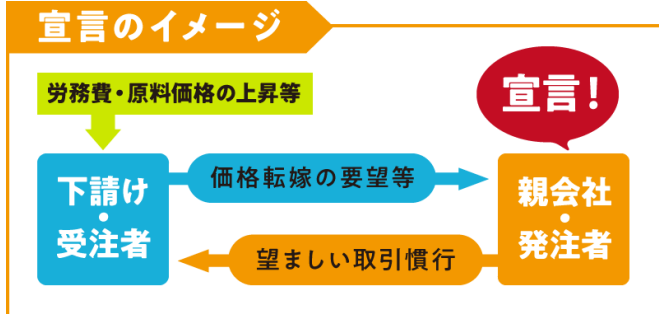 宣言のイメージ
労務費・原料価格の上昇等
宣言!
下請け
・
受注者
価格転嫁の要望等
親会社
・
発注者
望ましい取引慣行